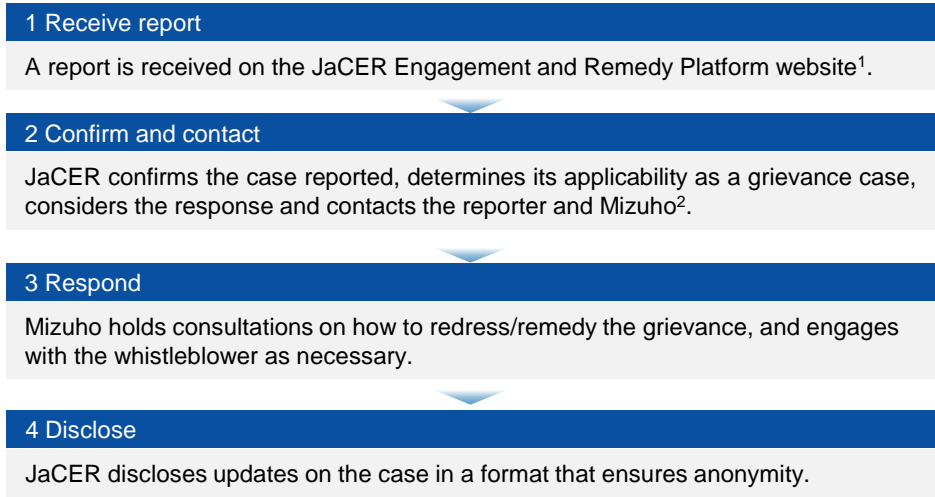 1 Receive report
A report is received on the JaCER Engagement and Remedy Platform website¹.
2 Confirm and contact
JaCER confirms the case reported, determines its applicability as a grievance case,
considers the response and contacts the reporter and Mizuho².
3 Respond
Mizuho holds consultations on how to redress/remedy the grievance, and engages
with the whistleblower as necessary.
4 Disclose
JaCER discloses updates on the case in a format that ensures anonymity.